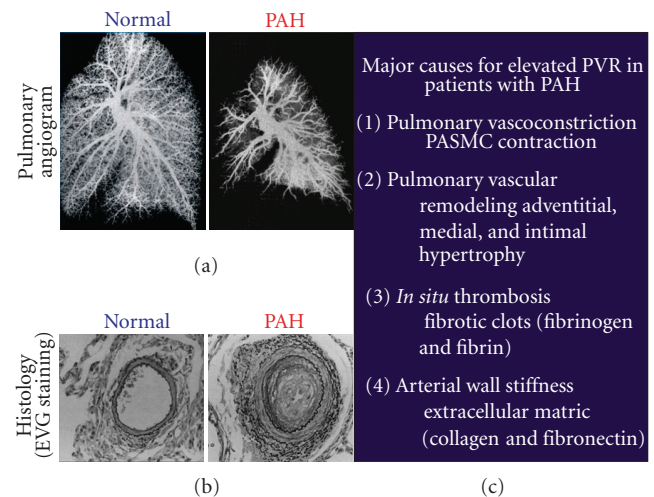 Normal
PAH
Pulmonary
angiogram
(a)
Normal
PAH
Histology
(EVG staining)
(b)
Major causes for elevated PVR in
patients with PAH
(1) Pulmonary vascoconstriction
PASMC contraction
(2) Pulmonary vascular
remodeling adventitial,
medial, and intimal
hypertrophy
(3) In situ thrombosis
fibrotic clots (fibrinogen
and fibrin)
(4) Arterial wall stiffness
extracellular matric
(collagen and fibronectin)
(c)